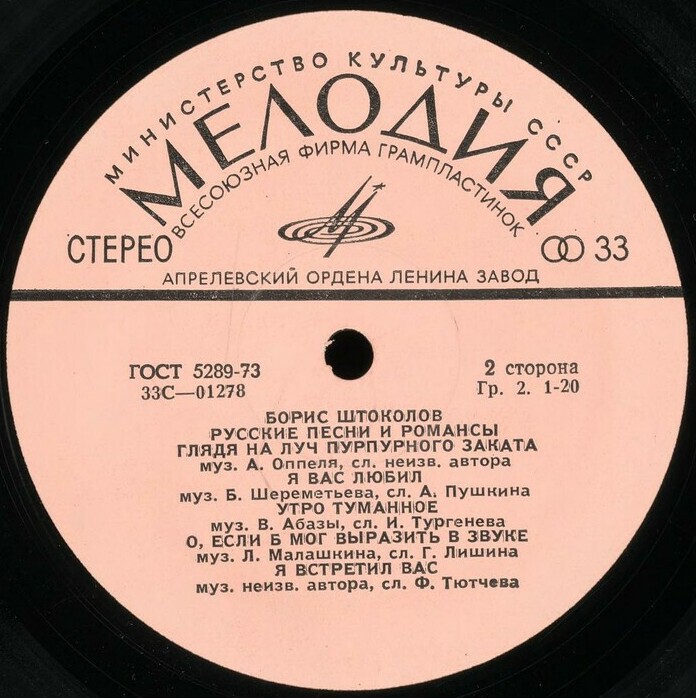 МИНИСТЕРСТВО КУЛЬТУРЫ СССР
МЕЛОДИЯ
ВСЕСОЮЗНАЯ ФИРМА ГРАМПЛАСТИНОК
СТЕРЕО
33
АПРЕЛЕВСКИЙ ОРДЕНА ЛЕНИНА ЗАВОД
ГОСТ 5289-73
33С—01278
2 сторона
Гр. 2. 1-20
БОРИС ШТОКОЛОВ
РУССКИЕ ПЕСНИ И РОМАНСЫ
ГЛЯДЯ НА ЛУЧ ПУРПУРНОГО ЗАКАТА
муз. А. Оппеля, сл. неизв. автора
Я ВАС ЛЮБИЛ
муз. Б. Шереметьева, сл. А. Пушкина
УТРО ТУМАННОЕ
муз. В. Абазы, сл. И. Тургенева
О, ЕСЛИ Б МОГ ВЫРАЗИТЬ В ЗВУКЕ
муз. Л. Малашкина, сл. Г. Лишина
Я ВСТРЕТИЛ ВАС
муз. неизв. автора, сл. Ф. Тютчева